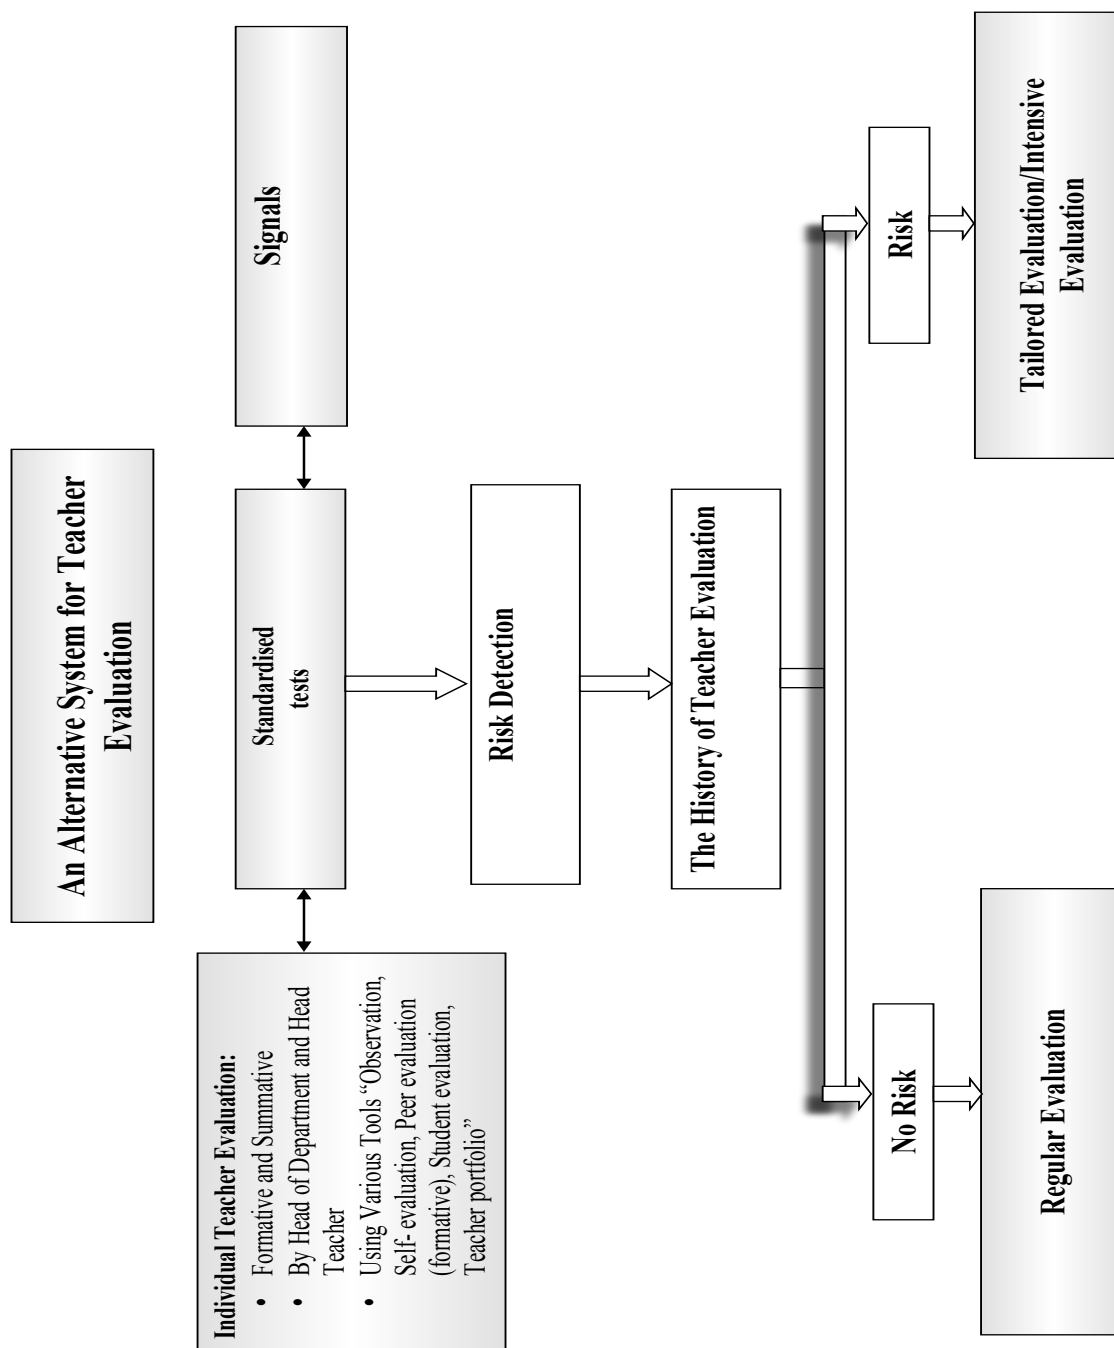 An Alternative System for Teacher
Evaluation
Individual Teacher Evaluation:
• Formative and Summative
• By Head of Department and Head
Teacher
• Using Various Tools “Observation,
Self- evaluation, Peer evaluation
(formative), Student evaluation,
Teacher portfolio”
Standardised
tests
Signals
Risk Detection
The History of Teacher Evaluation
No Risk
Risk
Regular Evaluation
Tailored Evaluation/Intensive
Evaluation